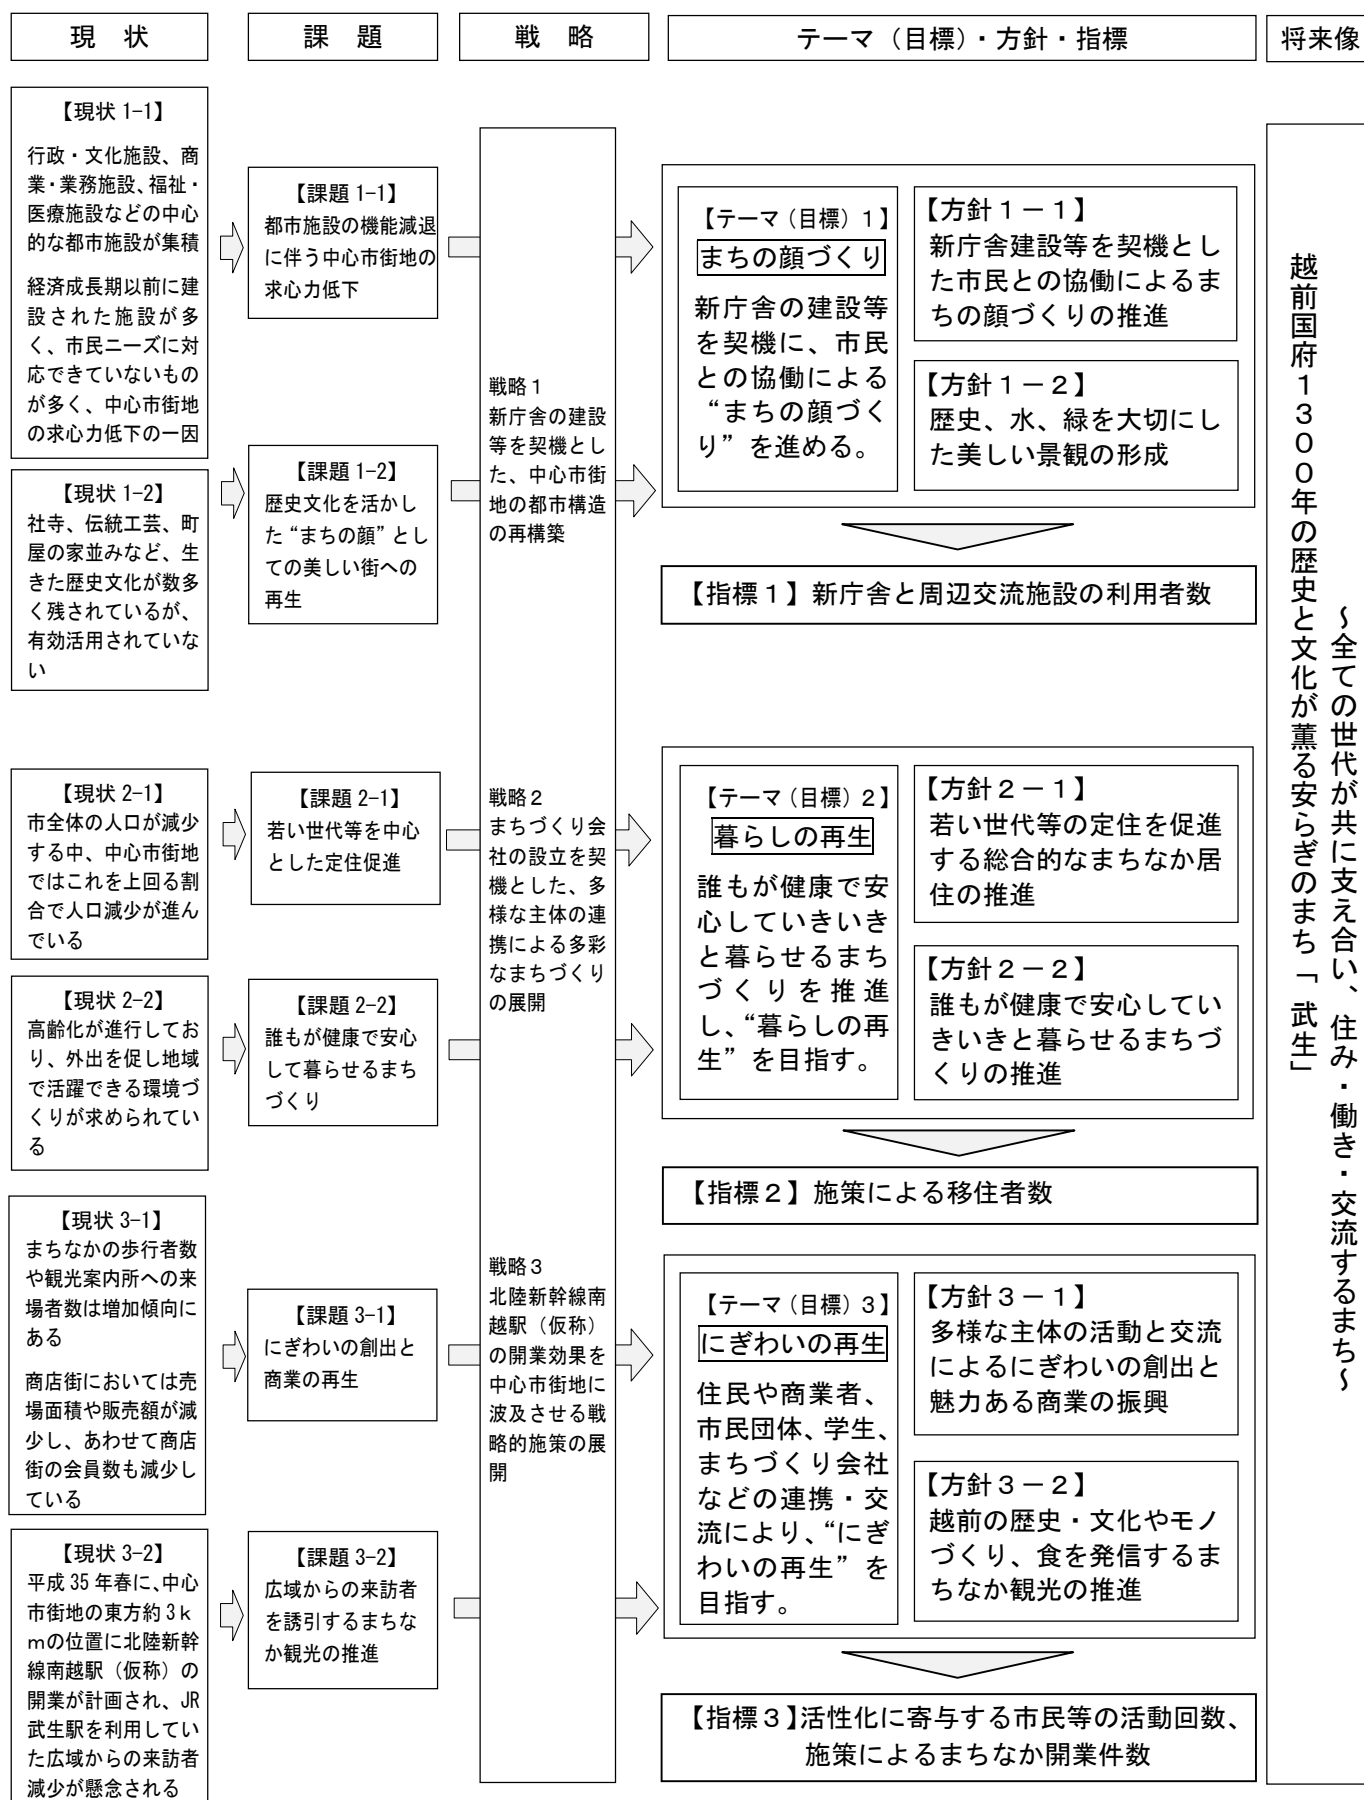 現　状
課　題
戦　略
テーマ（目標）・方針・指標
将来像
【現状 1-1】
行政・文化施設、商
業・業務施設、福祉・
医療施設などの中心
的な都市施設が集積
経済成長期以前に建
設された施設が多
く、市民ニーズに対
応できていないもの
が多く、中心市街地
の求心力低下の一因
【現状 1-2】
社寺、伝統工芸、町
屋の家並みなど、生
きた歴史文化が数多
く残されているが、
有効活用されていな
い
【課題 1-1】
都市施設の機能減退
に伴う中心市街地の
求心力低下
【課題 1-2】
歴史文化を活かし
た“まちの顔”とし
ての美しい街への
再生
戦略１
新庁舎の建設
等を契機とし
た、中心市街
地の都市構造
の再構築
【テーマ（目標）１】
まちの顔づくり
新庁舎の建設等
を契機に、市民
との協働による
“まちの顔づく
り”を進める。
【方針１－１】
新庁舎建設等を契機とし
た市民との協働によるま
ちの顔づくりの推進
【方針１－２】
歴史、水、緑を大切にし
た美しい景観の形成
【指標１】新庁舎と周辺交流施設の利用者数
【現状 2-1】
市全体の人口が減少
する中、中心市街地
ではこれを上回る割
合で人口減少が進ん
でいる
【現状 2-2】
高齢化が進行してお
り、外出を促し地域
で活躍できる環境づ
くりが求められてい
る
【課題 2-1】
若い世代等を中心
とした定住促進
【課題 2-2】
誰もが健康で安心
して暮らせるまち
づくり
戦略２
まちづくり会
社の設立を契
機とした、多
様な主体の連
携による多彩
なまちづくり
の展開
【テーマ（目標）２】
暮らしの再生
誰もが健康で安
心していきいき
と暮らせるまち
づくりを推進
し、“暮らしの再
生”を目指す。
【方針２－１】
若い世代等の定住を促進
する総合的なまちなか居
住の推進
【方針２－２】
誰もが健康で安心してい
きいきと暮らせるまちづ
くりの推進
【指標２】施策による移住者数
【現状 3-1】
まちなかの歩行者数
や観光案内所への来
場者数は増加傾向に
ある
商店街においては売
場面積や販売額が減
少し、あわせて商店
街の会員数も減少し
ている
【現状 3-2】
平成 35 年春に、中心
市街地の東方約３ｋ
ｍの位置に北陸新幹
線南越駅（仮称）の
開業が計画され、JR
武生駅を利用してい
た広域からの来訪者
減少が懸念される
【課題 3-1】
にぎわいの創出と
商業の再生
【課題 3-2】
広域からの来訪者
を誘引するまちな
か観光の推進
戦略３
北陸新幹線南
越駅（仮称）
の開業効果を
中心市街地に
波及させる戦
略的施策の展
開
【テーマ（目標）３】
にぎわいの再生
住民や商業者、
市民団体、学生、
まちづくり会社
などの連携・交
流により、“にぎ
わいの再生”を
目指す。
【方針３－１】
多様な主体の活動と交流
によるにぎわいの創出と
魅力ある商業の振興
【方針３－２】
越前の歴史・文化やモノ
づくり、食を発信するま
ちなか観光の推進
【指標３】活性化に寄与する市民等の活動回数、
施策によるまちなか開業件数
越前国府１３００年の歴史と文化が薫る安らぎのまち「武生」
～全ての世代が共に支え合い、住み・働き・交流するまち～